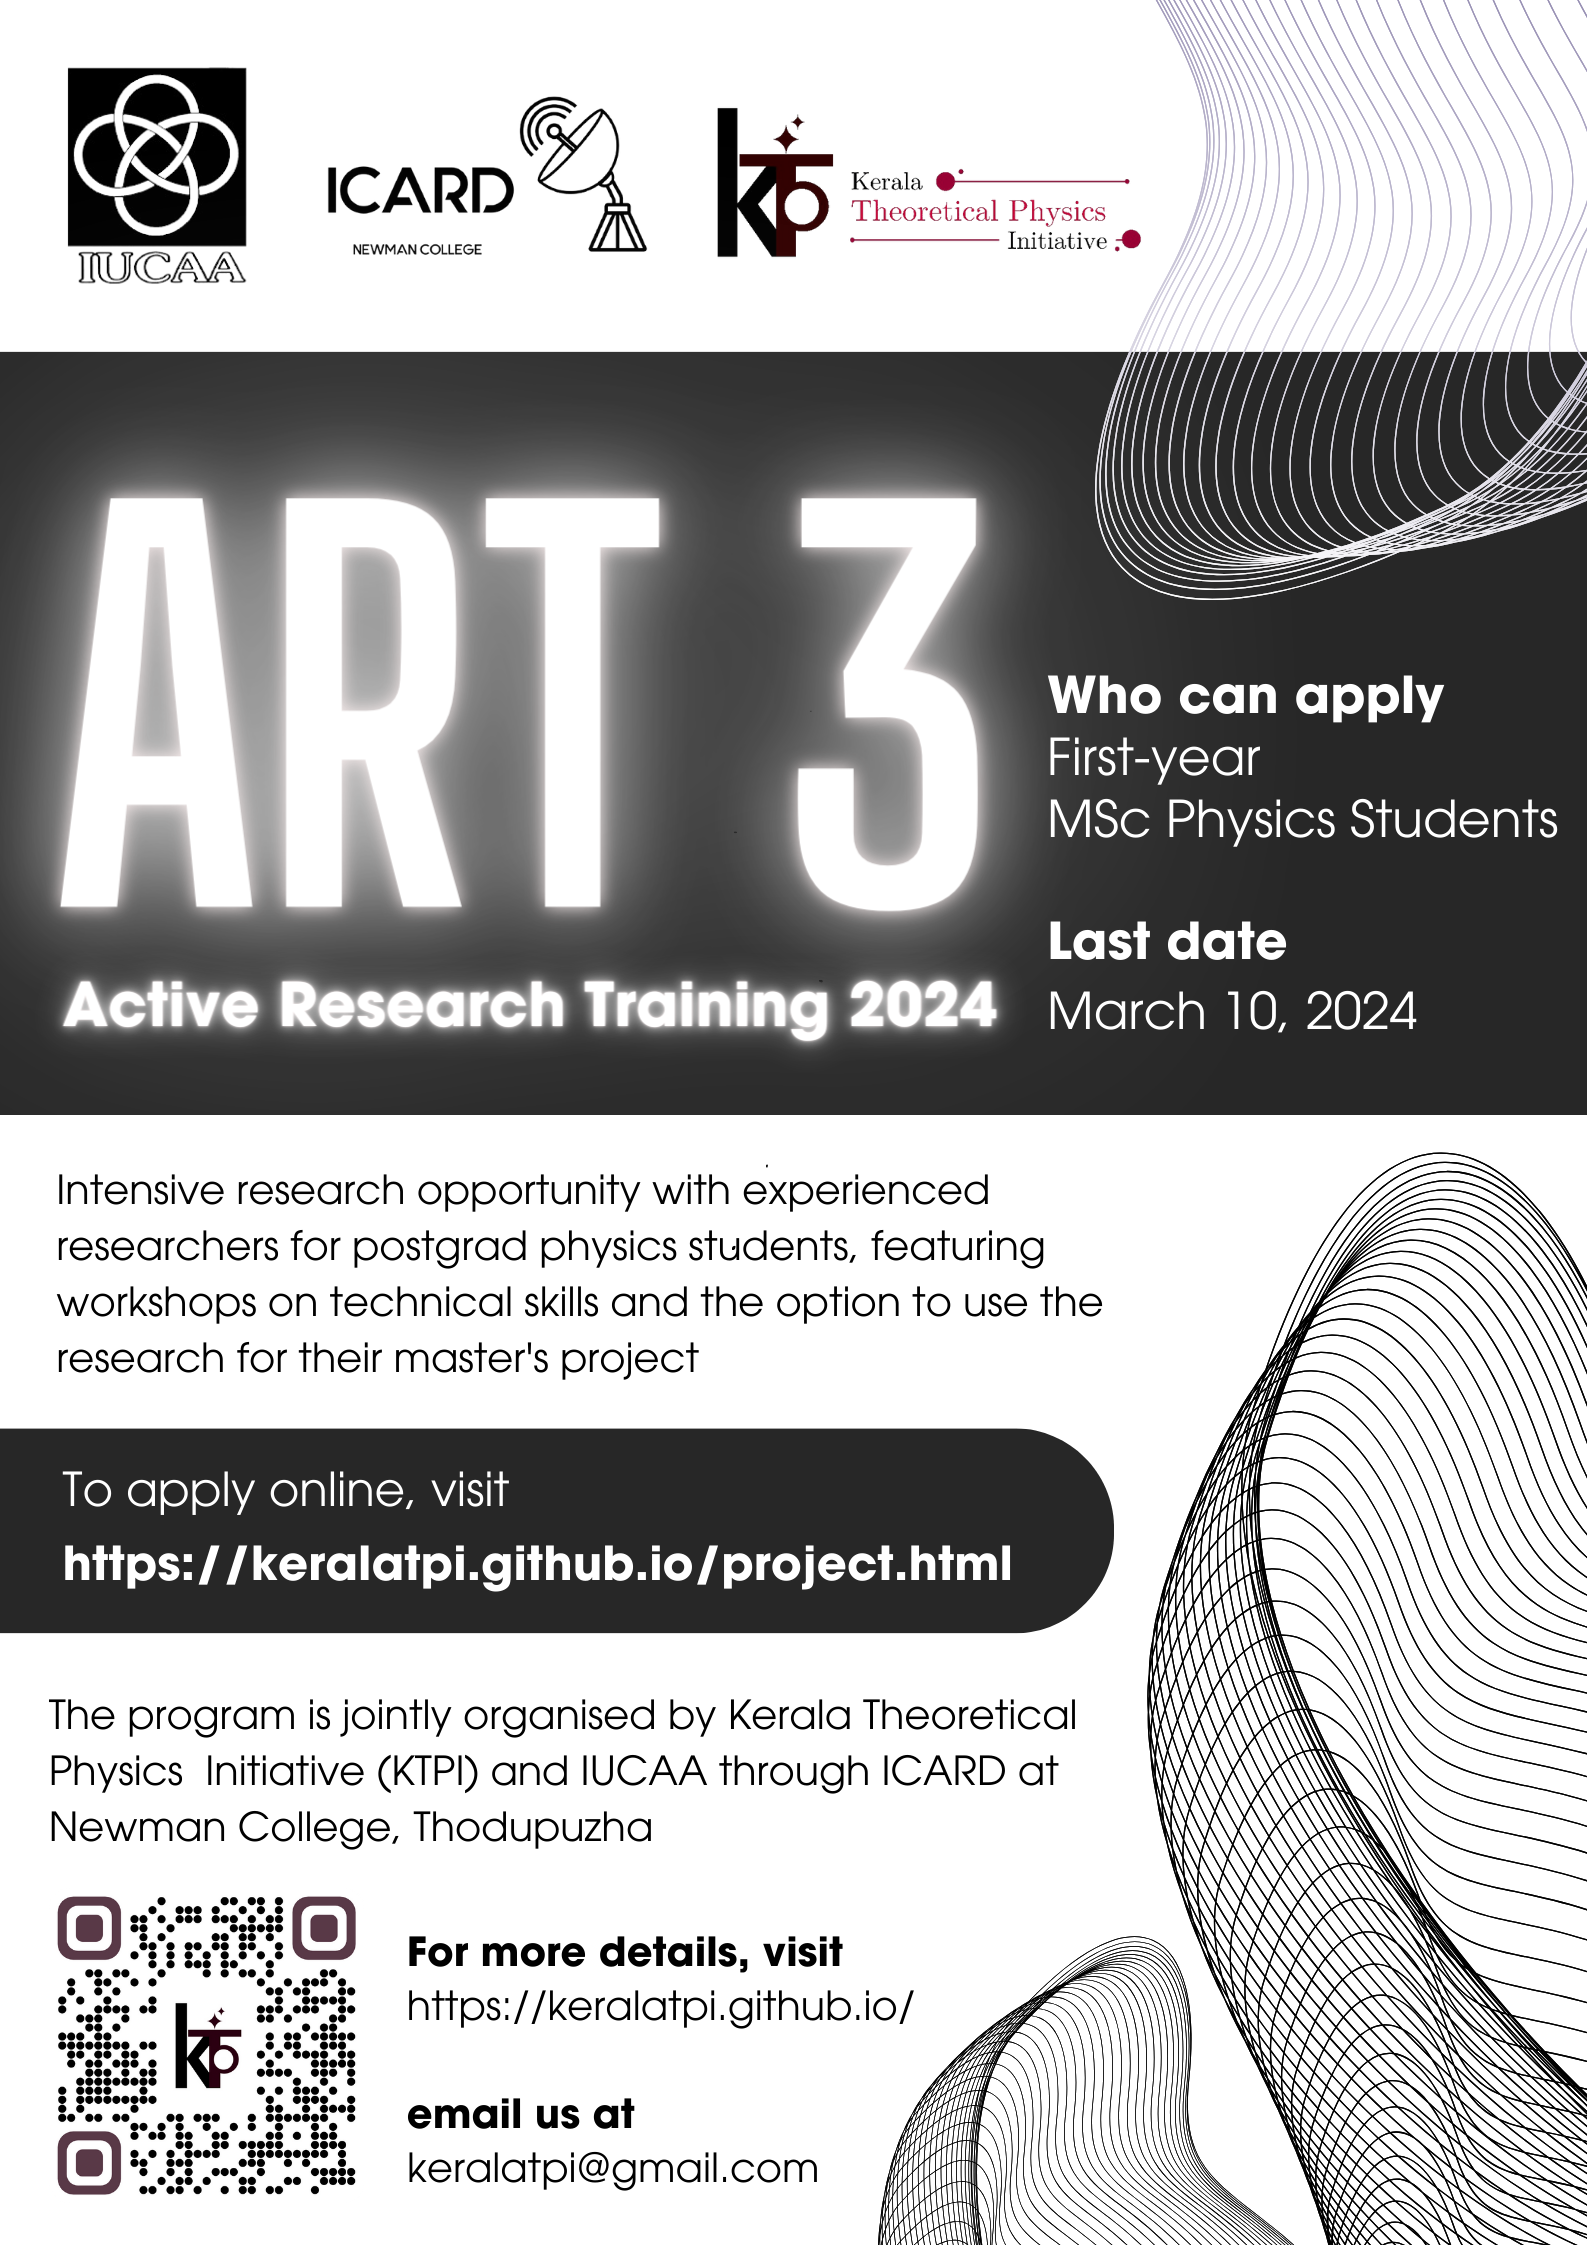 IUCAA
ICARD
NEWMAN COLLEGE
ktp
Kerala
Theoretical Physics
Initiative
ART 3
Active Research Training 2024
Who can apply
First-year
MSc Physics Students
Last date
March 10, 2024
Intensive research opportunity with experienced
researchers for postgrad physics students, featuring
workshops on technical skills and the option to use the
research for their master's project
To apply online, visit
https://keralatpi.github.io/project.html
The program is jointly organised by Kerala Theoretical
Physics Initiative (KTPI) and IUCAA through ICARD at
Newman College, Thodupuzha
ktp
For more details, visit
https://keralatpi.github.io/
email us at
keralatpi@gmail.com